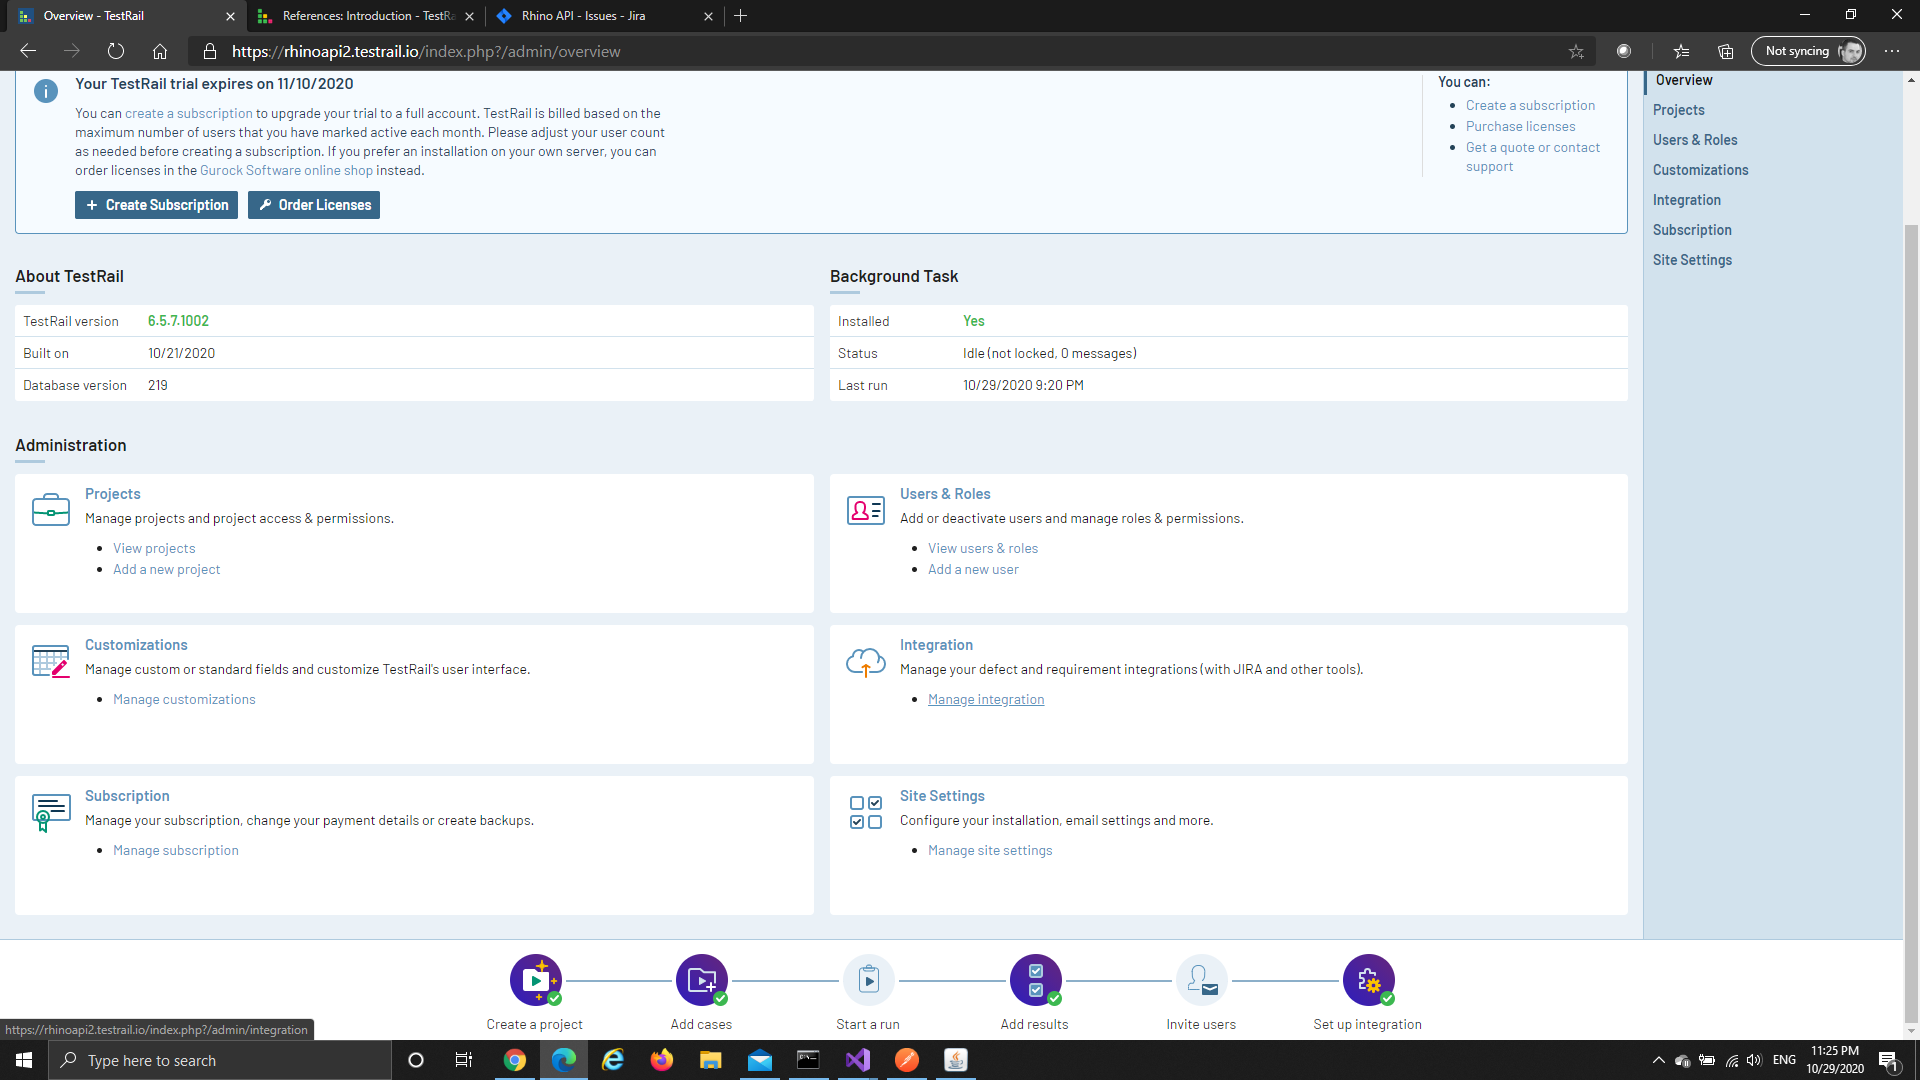 Overview - TestRail
References: Introduction - TestRa
Rhino API - Issues - Jira
https://rhinoapi2.testrail.io/index.php?/admin/overview
Not syncing
Your TestRail trial expires on 11/10/2020
You can create a subscription to upgrade your trial to a full account. TestRail is billed based on the
maximum number of users that you have marked active each month. Please adjust your user count
as needed before creating a subscription. If you prefer an installation on your own server, you can
order licenses in the Gurock Software online shop instead.
+ Create Subscription
Order Licenses
You can:
Create a subscription
Purchase licenses
Get a quote or contact
support
Overview
Projects
Users & Roles
Customizations
Integration
Subscription
Site Settings
About TestRail
TestRail version 6.5.7.1002
Built on 10/21/2020
Database version 219
Background Task
Installed Yes
Status Idle (not locked, 0 messages)
Last run 10/29/2020 9:20 PM
Administration
Projects
Manage projects and project access & permissions.
View projects
Add a new project
Users & Roles
Add or deactivate users and manage roles & permissions.
View users & roles
Add a new user
Customizations
Manage custom or standard fields and customize TestRail's user interface.
Manage customizations
Integration
Manage your defect and requirement integrations (with JIRA and other tools).
Manage integration
Subscription
Manage your subscription, change your payment details or create backups.
Manage subscription
Site Settings
Configure your installation, email settings and more.
Manage site settings
Create a project
Add cases
Start a run
Add results
Invite users
Set up integration
https://rhinoapi2.testrail.io/index.php?/admin/integration
Type here to search
ENG
11:25 PM
10/29/2020
1